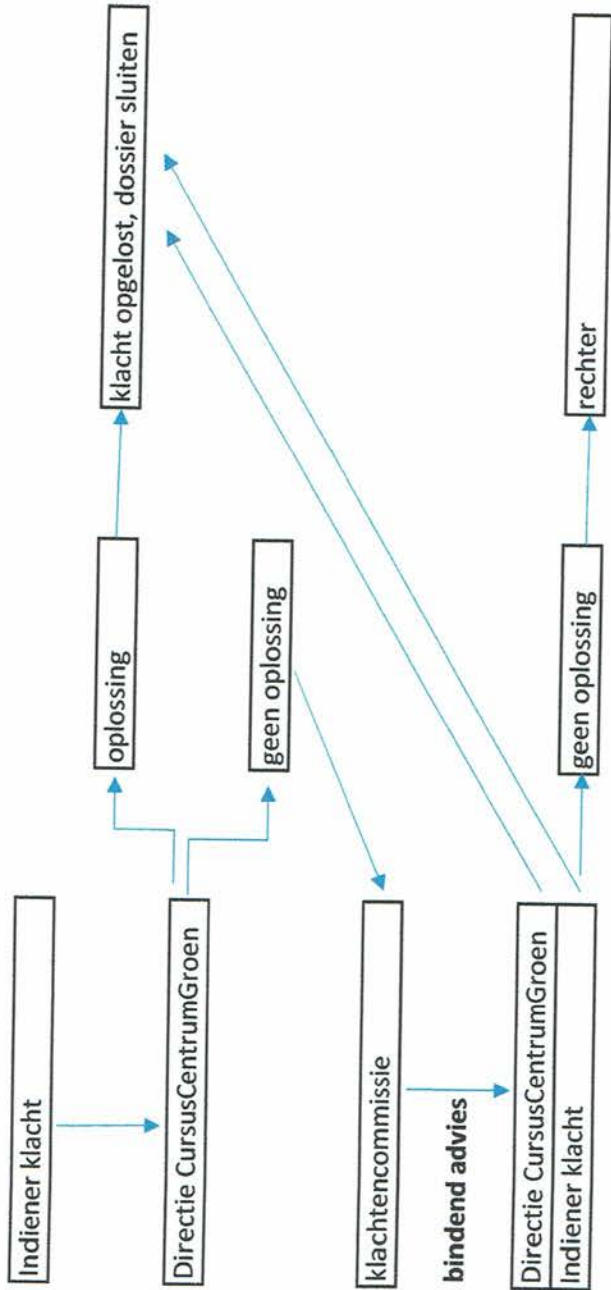 Indiener klacht
Directie CursusCentrumGroen
oplossing
klacht opgelost, dossier sluiten
geen oplossing
klachtencommissie
bindend advies
Directie CursusCentrumGroen
Indiener klacht
geen oplossing
rechter